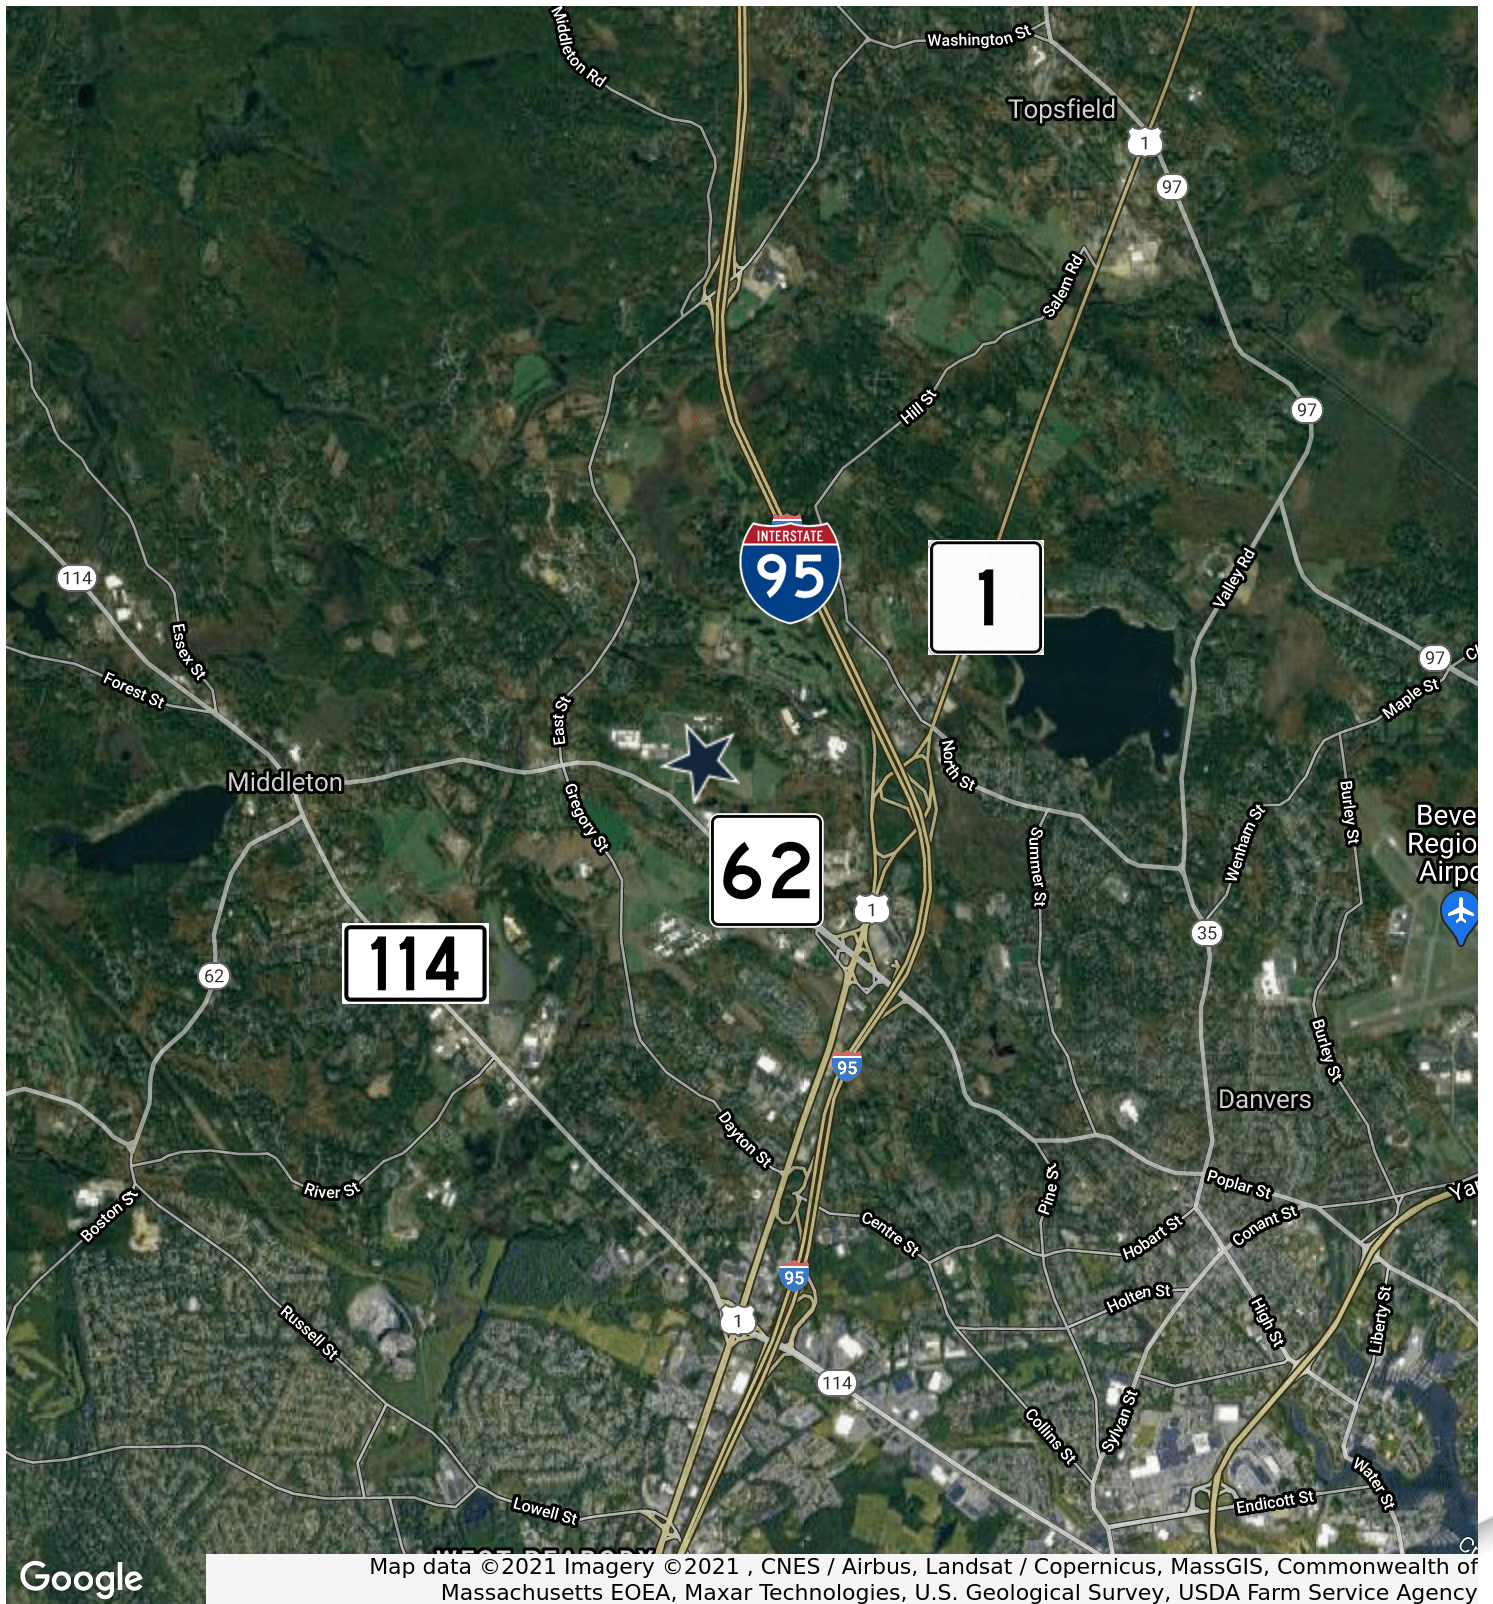 Middleton Rd
Washington St
Topsfield
1
97
Salem Rd
Hill St
97
INTERSTATE
95
1
114
Essex St
Forest St
Valley Rd
97
Maple St
East St
North St
Middleton
Gregory St
Summer St
Wenham St
Burley St
62
1
35
114
62
Burley St
95
Danvers
Dayton St
River St
Boston St
Pine St
Poplar St
Centre St
Hobart St
Conant St
95
Holten St
High St
Liberty St
Russell St
1
114
Collins St
Sylvan St
Water St
Lowell St
Endicott St
WEST PEABODY
Google
Map data ©2021 Imagery ©2021 , CNES / Airbus, Landsat / Copernicus, MassGIS, Commonwealth of
Massachusetts EOEA, Maxar Technologies, U.S. Geological Survey, USDA Farm Service Agency